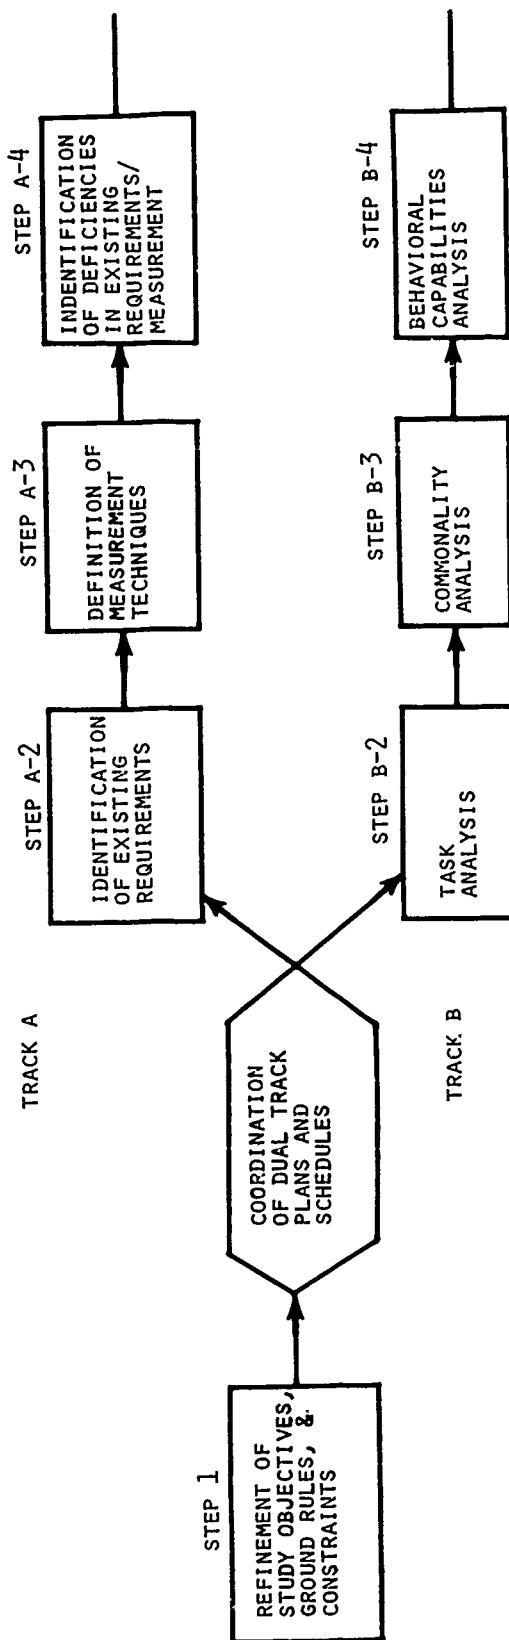 STEP 1
REFINEMENT OF
STUDY OBJECTIVES,
GROUND RULES, &
CONSTRAINTS
COORDINATION
OF DUAL TRACK
PLANS AND
SCHEDULES
TRACK A
STEP A-2
IDENTIFICATION
OF EXISTING
REQUIREMENTS
STEP A-3
DEFINITION OF
MEASUREMENT
TECHNIQUES
STEP A-4
INDENTIFICATION
OF DEFICIENCIES
IN EXISTING
REQUIREMENTS/
MEASUREMENT
TRACK B
STEP B-2
TASK
ANALYSIS
STEP B-3
COMMONALITY
ANALYSIS
STEP B-4
BEHAVIORAL
CAPABILITIES
ANALYSIS